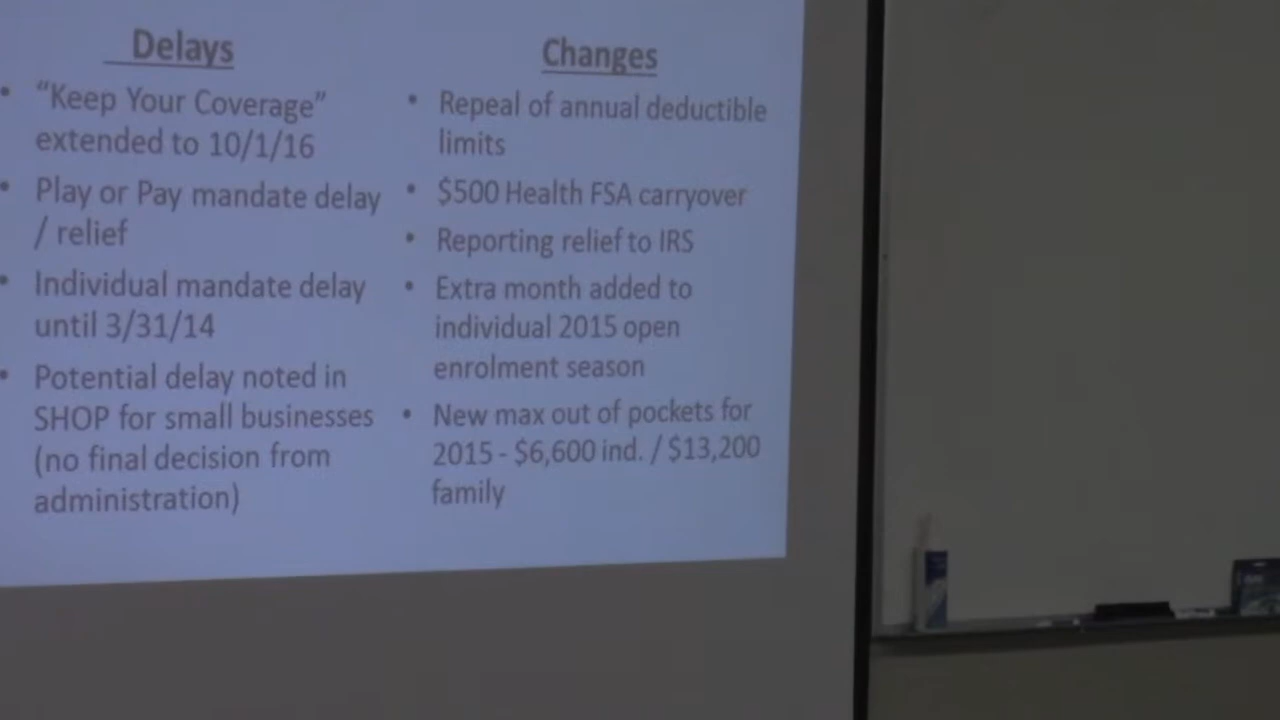 Delays
• "Keep Your Coverage"
extended to 10/1/16
• Play or Pay mandate delay
/ relief
• Individual mandate delay
until 3/31/14
• Potential delay noted in
SHOP for small businesses
(no final decision from
administration)
Changes
• Repeal of annual deductible
limits
• $500 Health FSA carryover
• Reporting relief to IRS
• Extra month added to
individual 2015 open
enrolment season
• New max out of pockets for
2015 - $6,600 ind. / $13,200
family